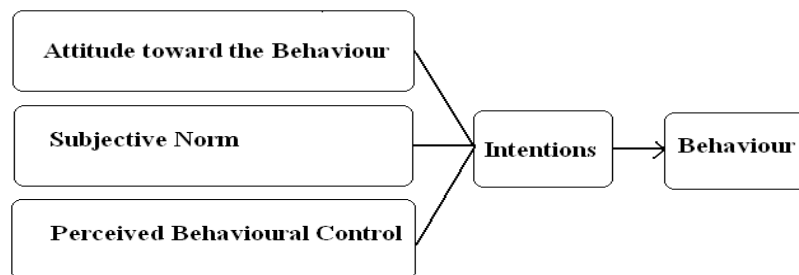 Attitude toward the Behaviour
Subjective Norm
Perceived Behavioural Control
Intentions
Behaviour